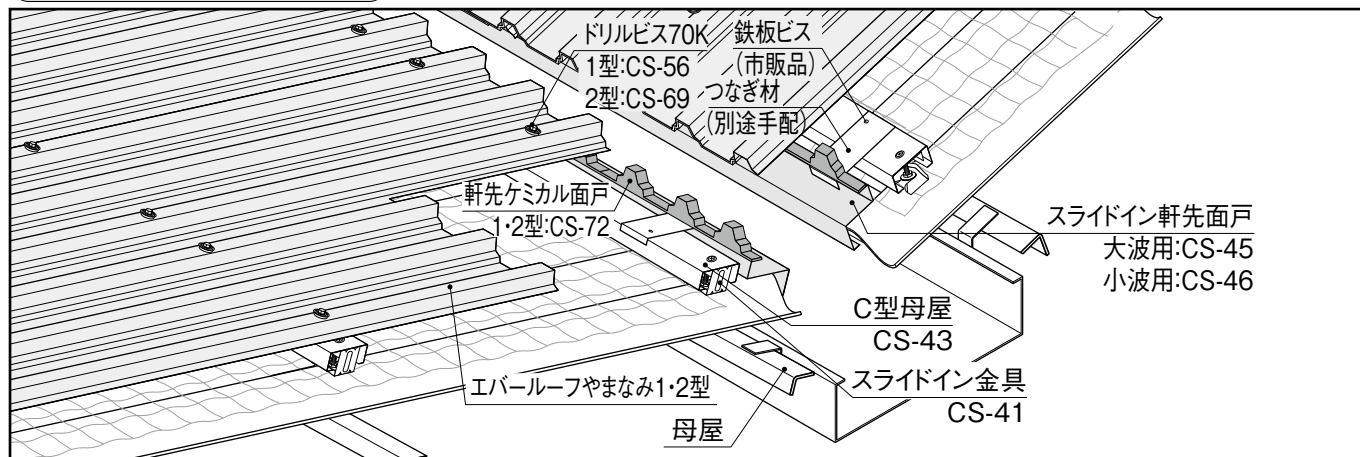 ドリルビス70K
1型:CS-56
2型:CS-69
鉄板ビス
(市販品)
つなぎ材
(別途手配)
軒先ケミカル面戸
1・2型:CS-72
スライドイン軒先面戸
大波用:CS-45
小波用:CS-46
C型母屋
CS-43
エバールーフやまなみ1・2型
スライドイン金具
CS-41
母屋